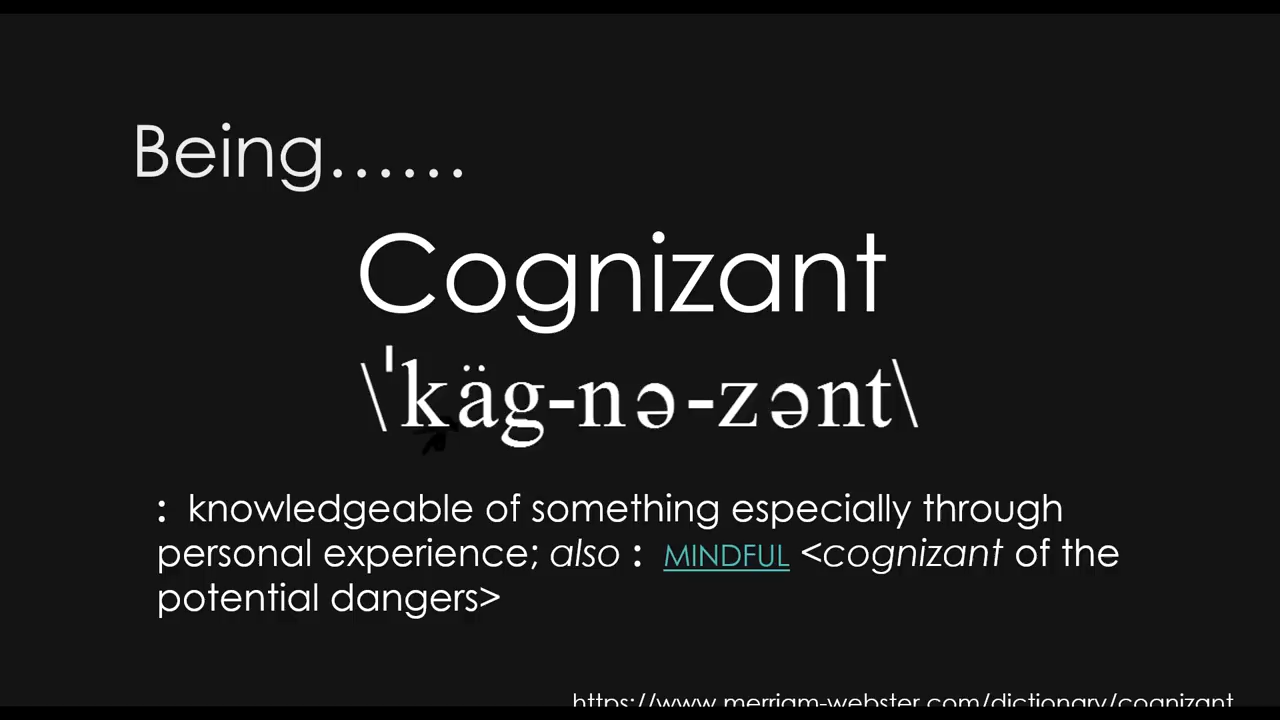 Being......
Cognizant
\ˈkäg-nə-zənt\
: knowledgeable of something especially through
personal experience; also : MINDFUL <cognizant of the
potential dangers>
https://www.merriam-webster.com/dictionary/cognizant